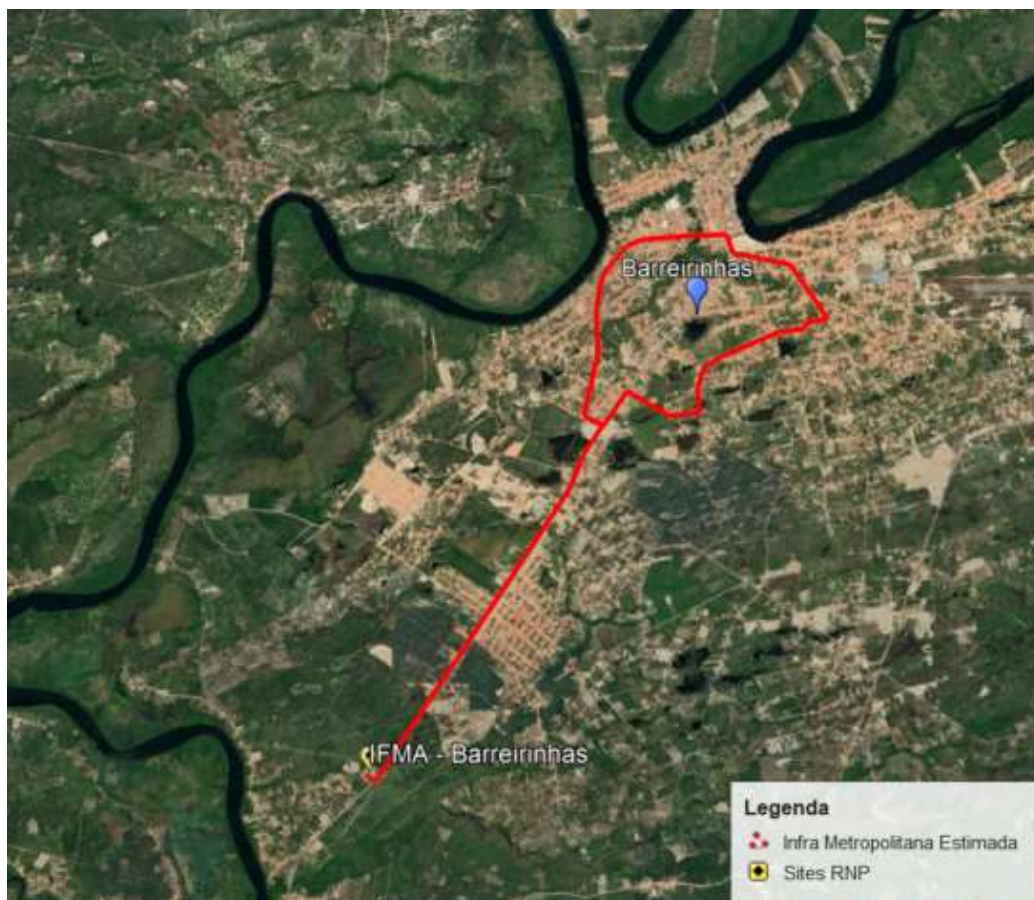 Barreirinhas
IFMA - Barreirinhas
Legenda
Infra Metropolitana Estimada
Sites RNP